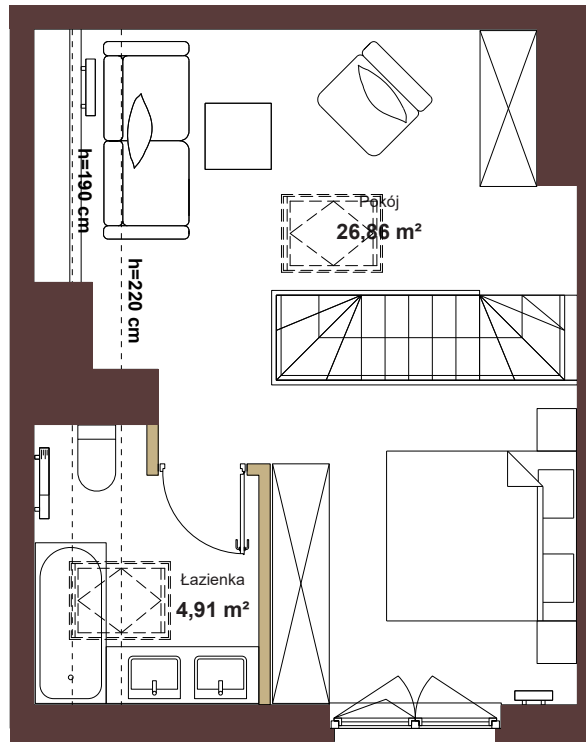 h=190 cm
Pokój
26,86 m²
h=220 cm
Łazienka
4,91 m²